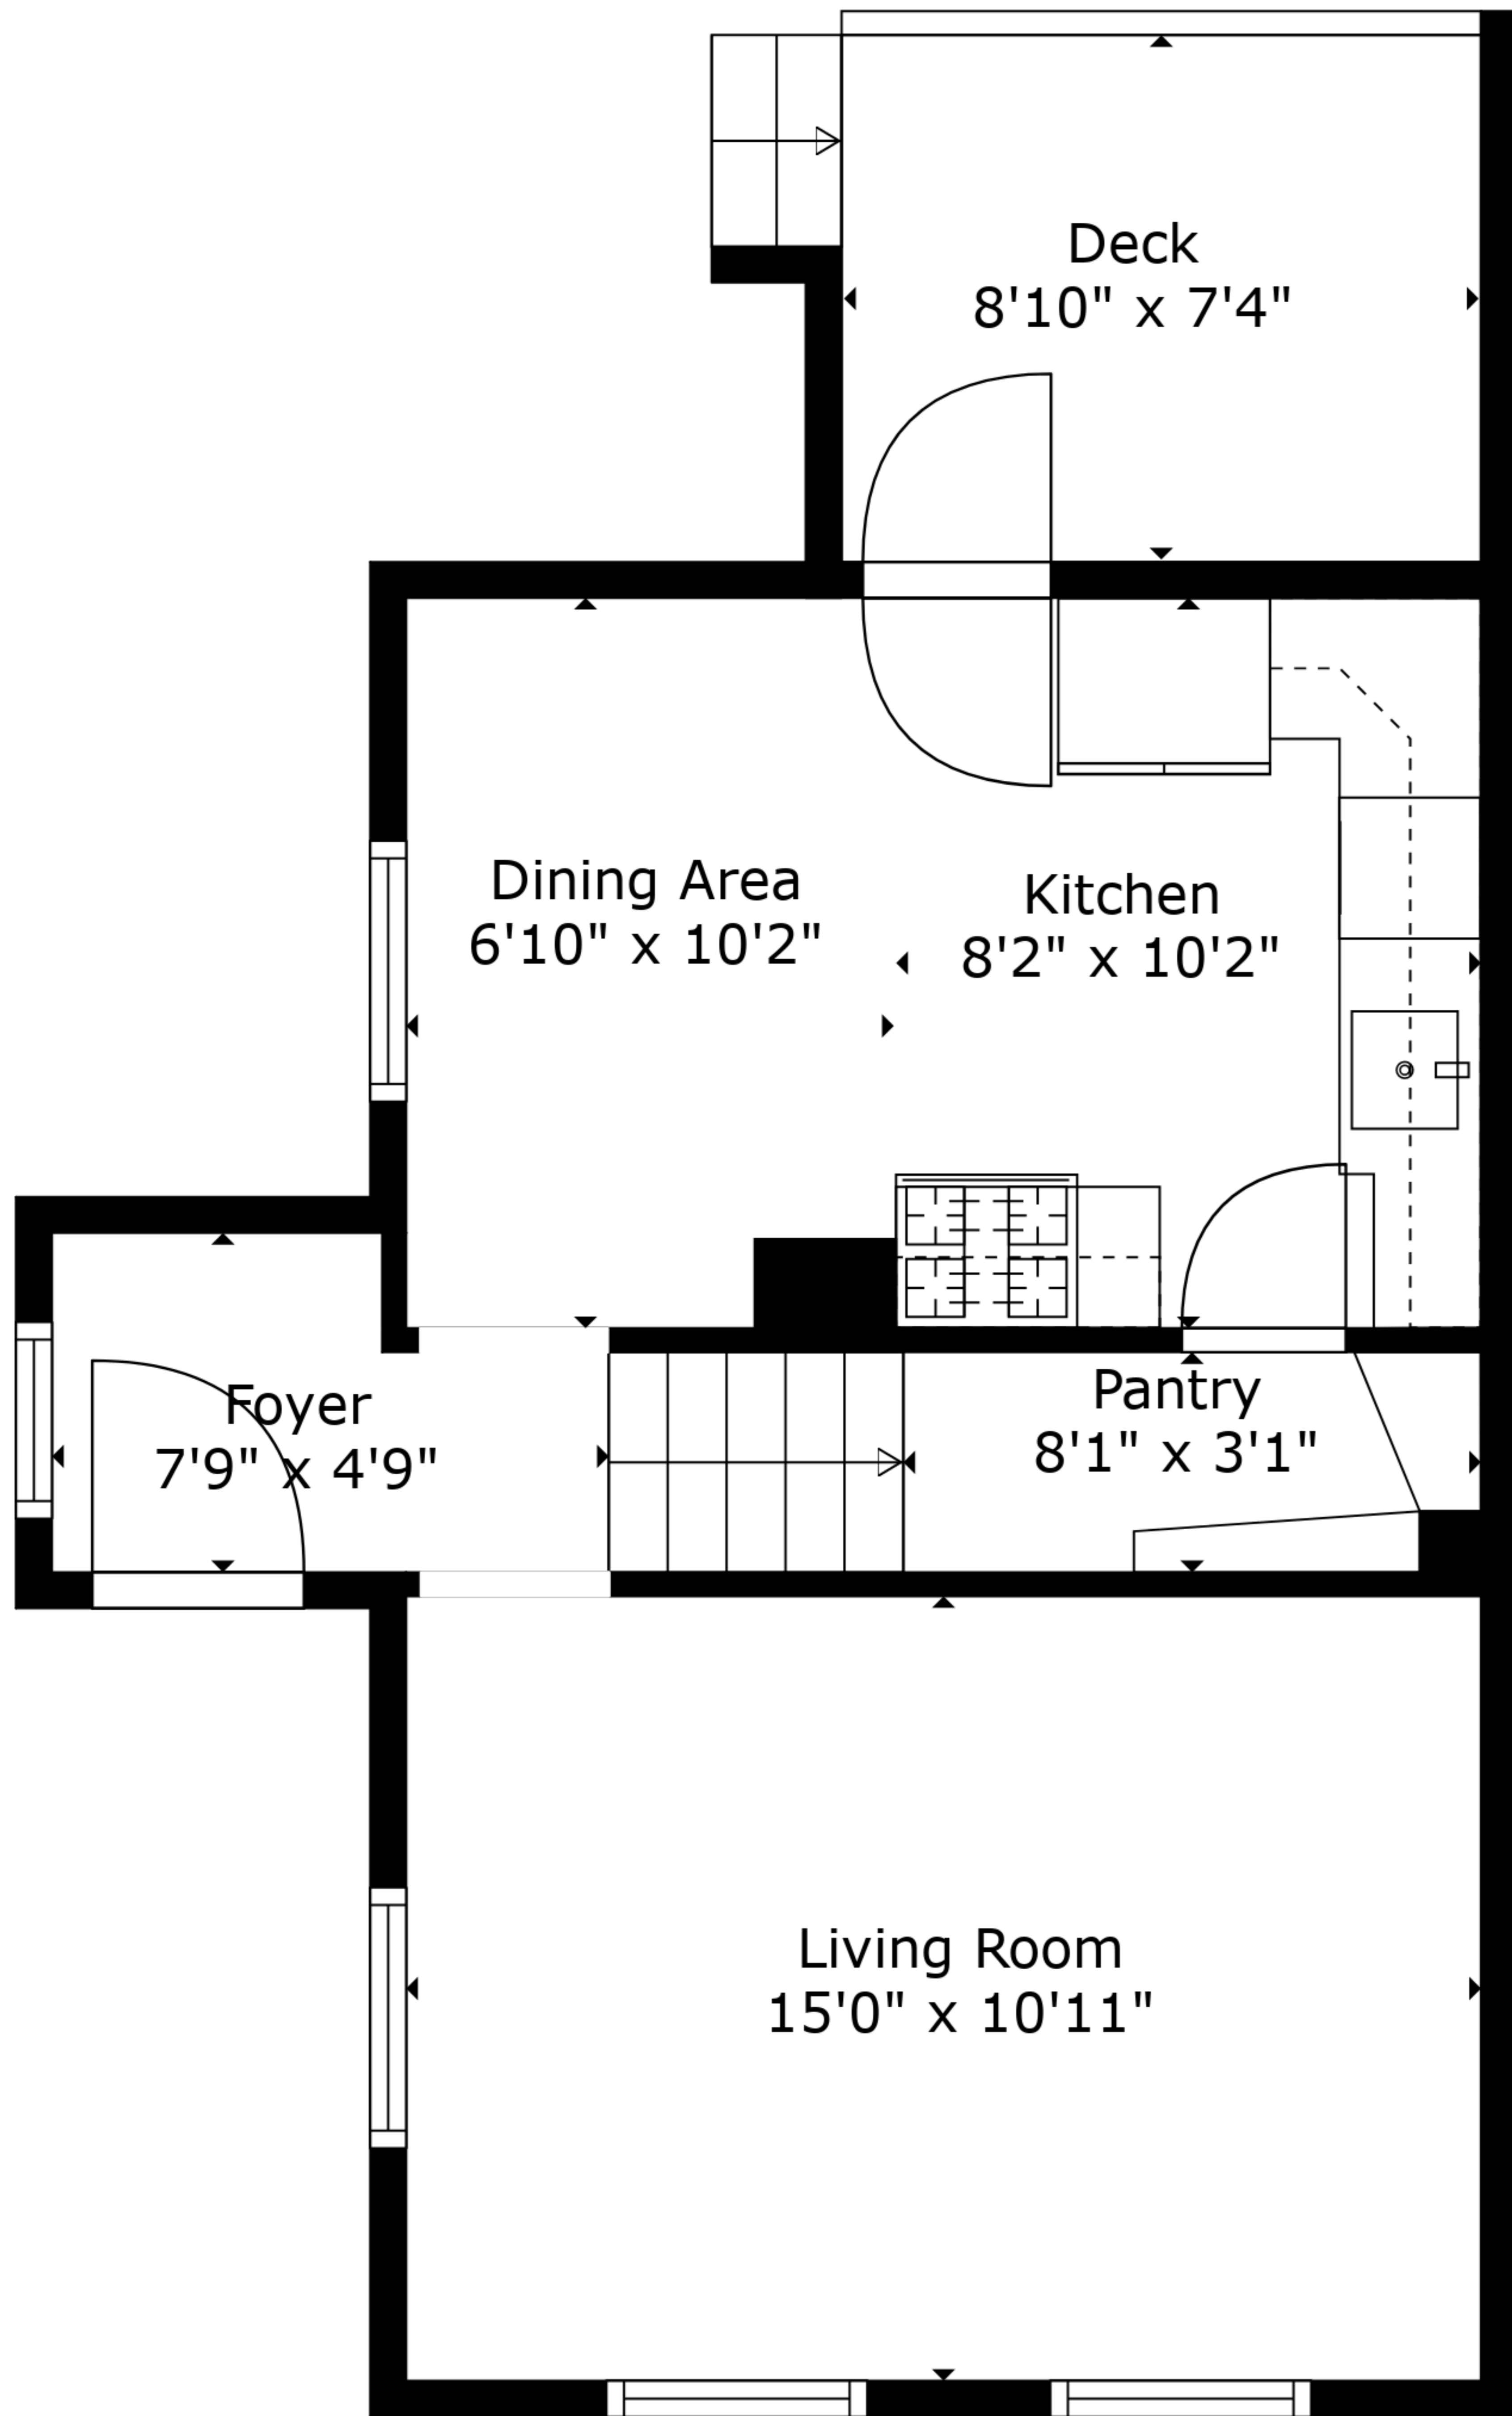 Deck
8'10" x 7'4"
Dining Area
6'10" x 10'2"
Kitchen
8'2" x 10'2"
Foyer
7'9" x 4'9"
Pantry
8'1" x 3'1"
Living Room
15'0" x 10'11"